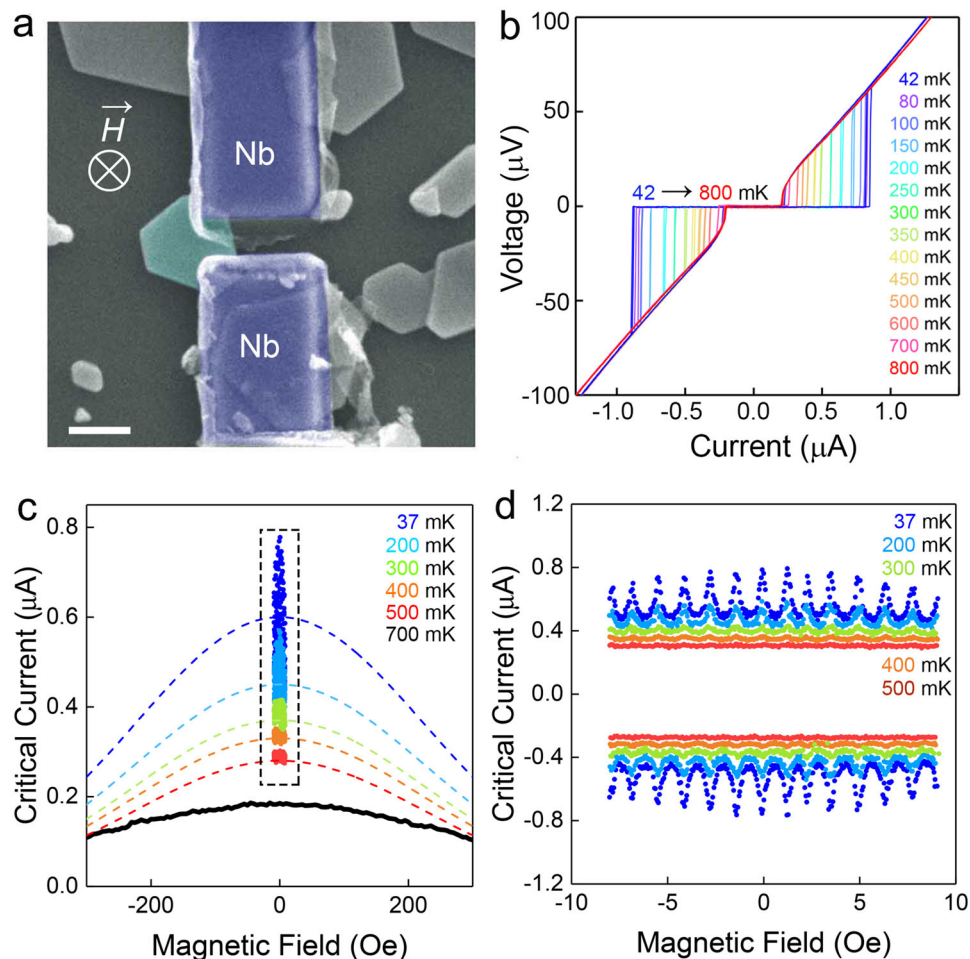 a
H
Nb
Nb
b
Voltage (μV)
100
50
0
-50
-100
42 → 800 mK
42 mK
80 mK
100 mK
150 mK
200 mK
250 mK
300 mK
350 mK
400 mK
450 mK
500 mK
600 mK
700 mK
800 mK
-1.0 -0.5 0.0 0.5 1.0
Current (μA)
c
Critical Current (μA)
0.8
0.6
0.4
0.2
0.0
37 mK
200 mK
300 mK
400 mK
500 mK
700 mK
-200 0 200
Magnetic Field (Oe)
d
Critical Current (μA)
1.2
0.8
0.4
0.0
-0.4
-0.8
-1.2
37 mK
200 mK
300 mK
400 mK
500 mK
-10 -5 0 5 10
Magnetic Field (Oe)